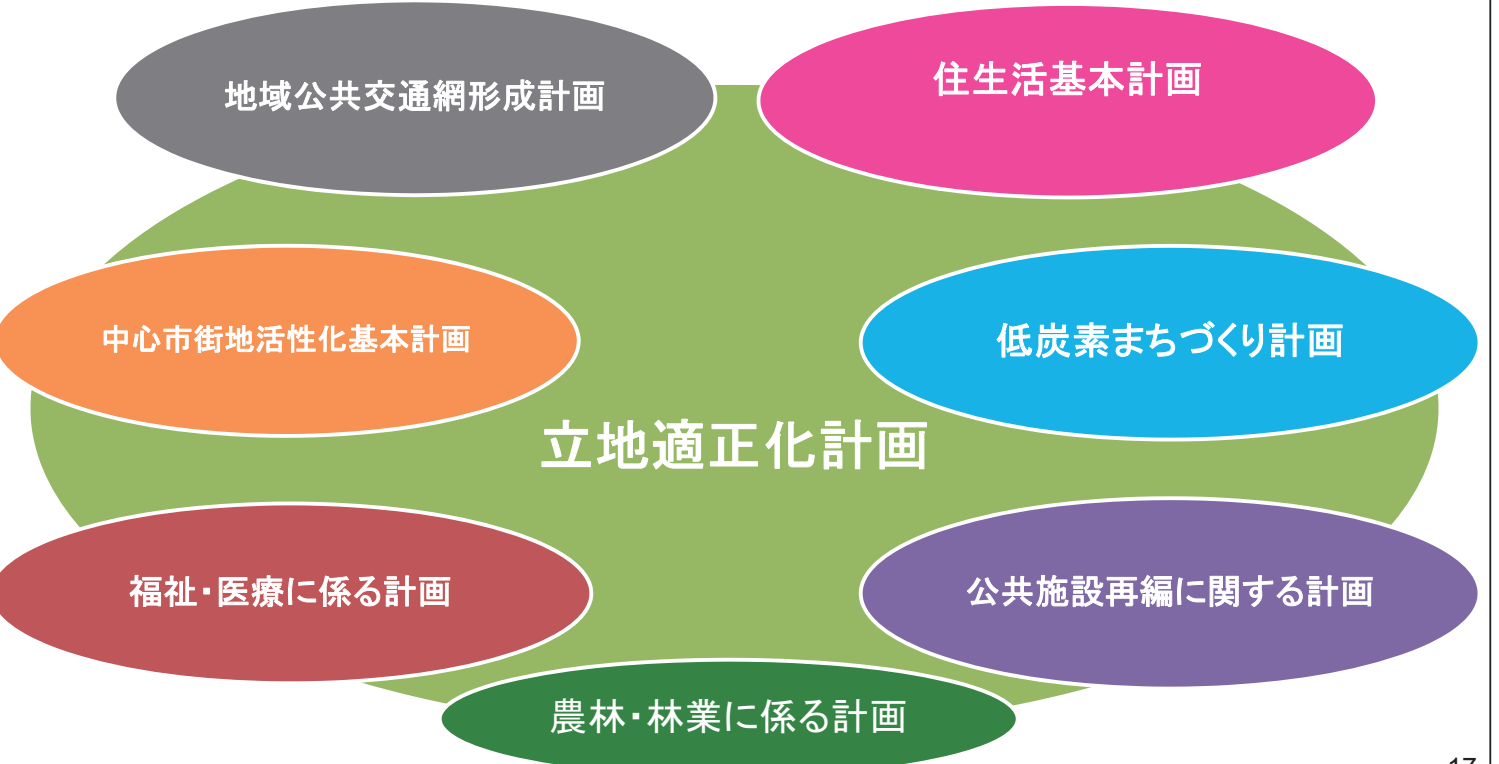 地域公共交通網形成計画
住生活基本計画
中心市街地活性化基本計画
低炭素まちづくり計画
立地適正化計画
福祉・医療に係る計画
公共施設再編に関する計画
農林・林業に係る計画
17